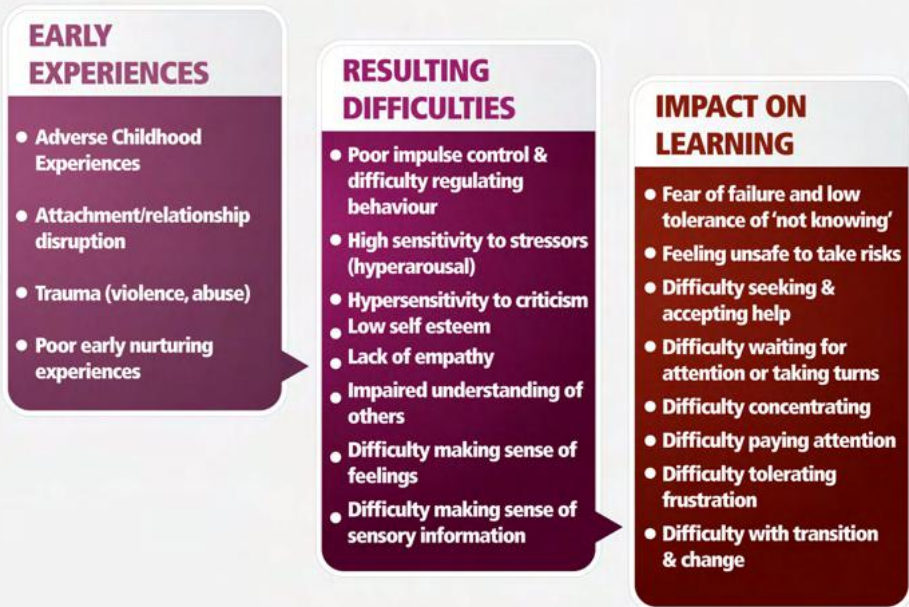 EARLY
EXPERIENCES
• Adverse Childhood
Experiences
• Attachment/relationship
disruption
• Trauma (violence, abuse)
• Poor early nurturing
experiences
RESULTING
DIFFICULTIES
• Poor impulse control &
difficulty regulating
behaviour
• High sensitivity to stressors
(hyperarousal)
• Hypersensitivity to criticism
• Low self esteem
• Lack of empathy
• Impaired understanding of
others
• Difficulty making sense of
feelings
• Difficulty making sense of
sensory information
IMPACT ON
LEARNING
• Fear of failure and low
tolerance of ‘not knowing’
• Feeling unsafe to take risks
• Difficulty seeking &
accepting help
• Difficulty waiting for
attention or taking turns
• Difficulty concentrating
• Difficulty paying attention
• Difficulty tolerating
frustration
• Difficulty with transition
& change